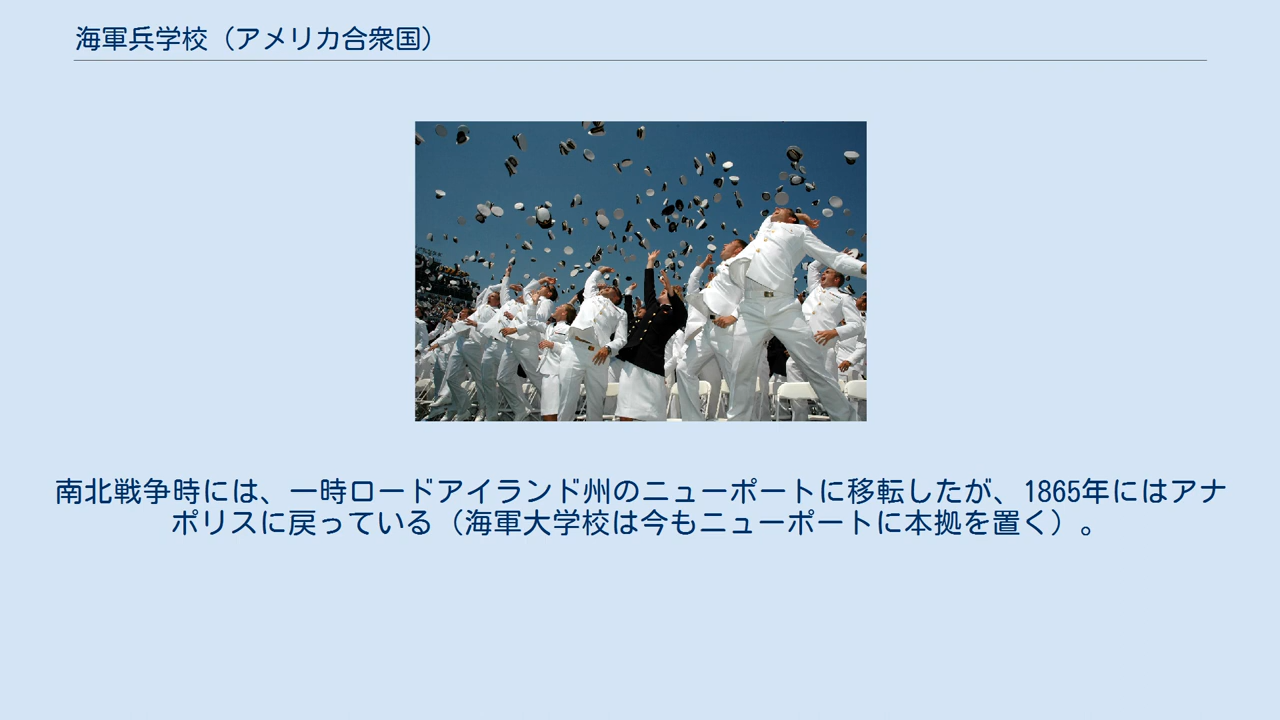 海軍兵学校（アメリカ合衆国）
南北戦争時には、一時ロードアイランド州のニューポートに移転したが、1865年にはアナ
ポリスに戻っている（海軍大学校は今もニューポートに本拠を置く）。